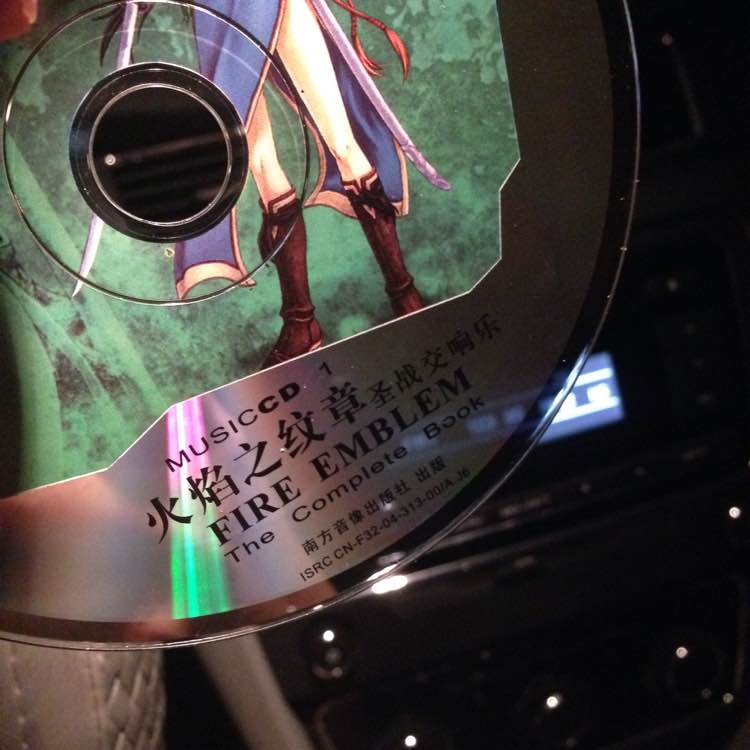 MUSICCD 1
火焰之纹章圣战交响乐
FIRE EMBLEM
The Complete Book
南方音像出版社 出版
ISRC CN-F32-04-313-00/A.J6